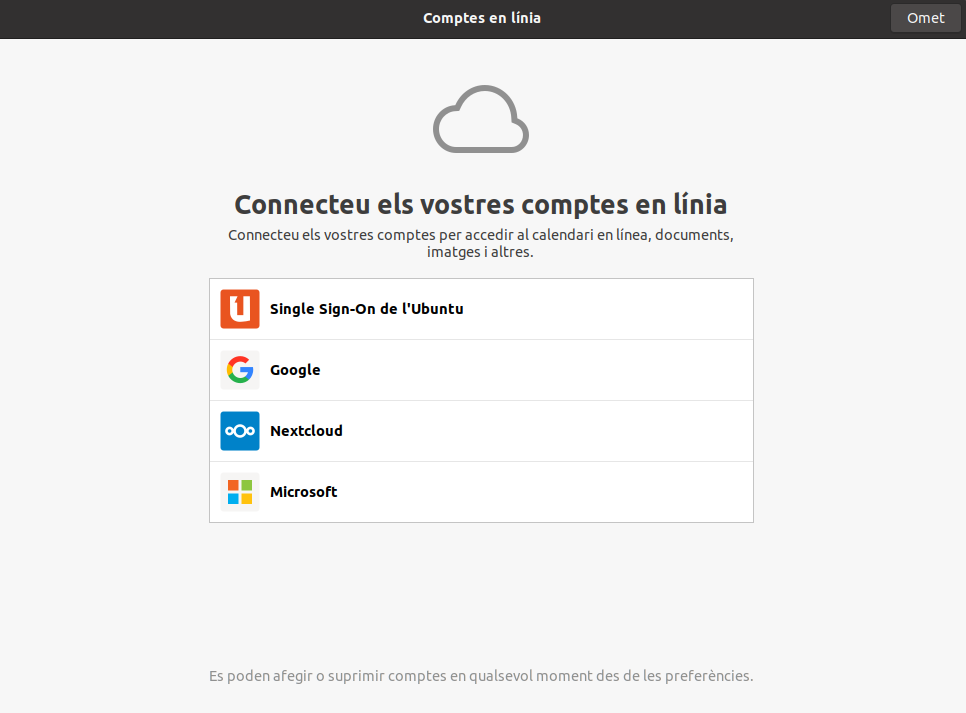 Comptes en línia
Omet
Connecteu els vostres comptes en línia
Connecteu els vostres comptes per accedir al calendari en línea, documents,
imatges i altres.
Single Sign-On de l'Ubuntu
Google
Nextcloud
Microsoft
Es poden afegir o suprimir comptes en qualsevol moment des de les preferències.